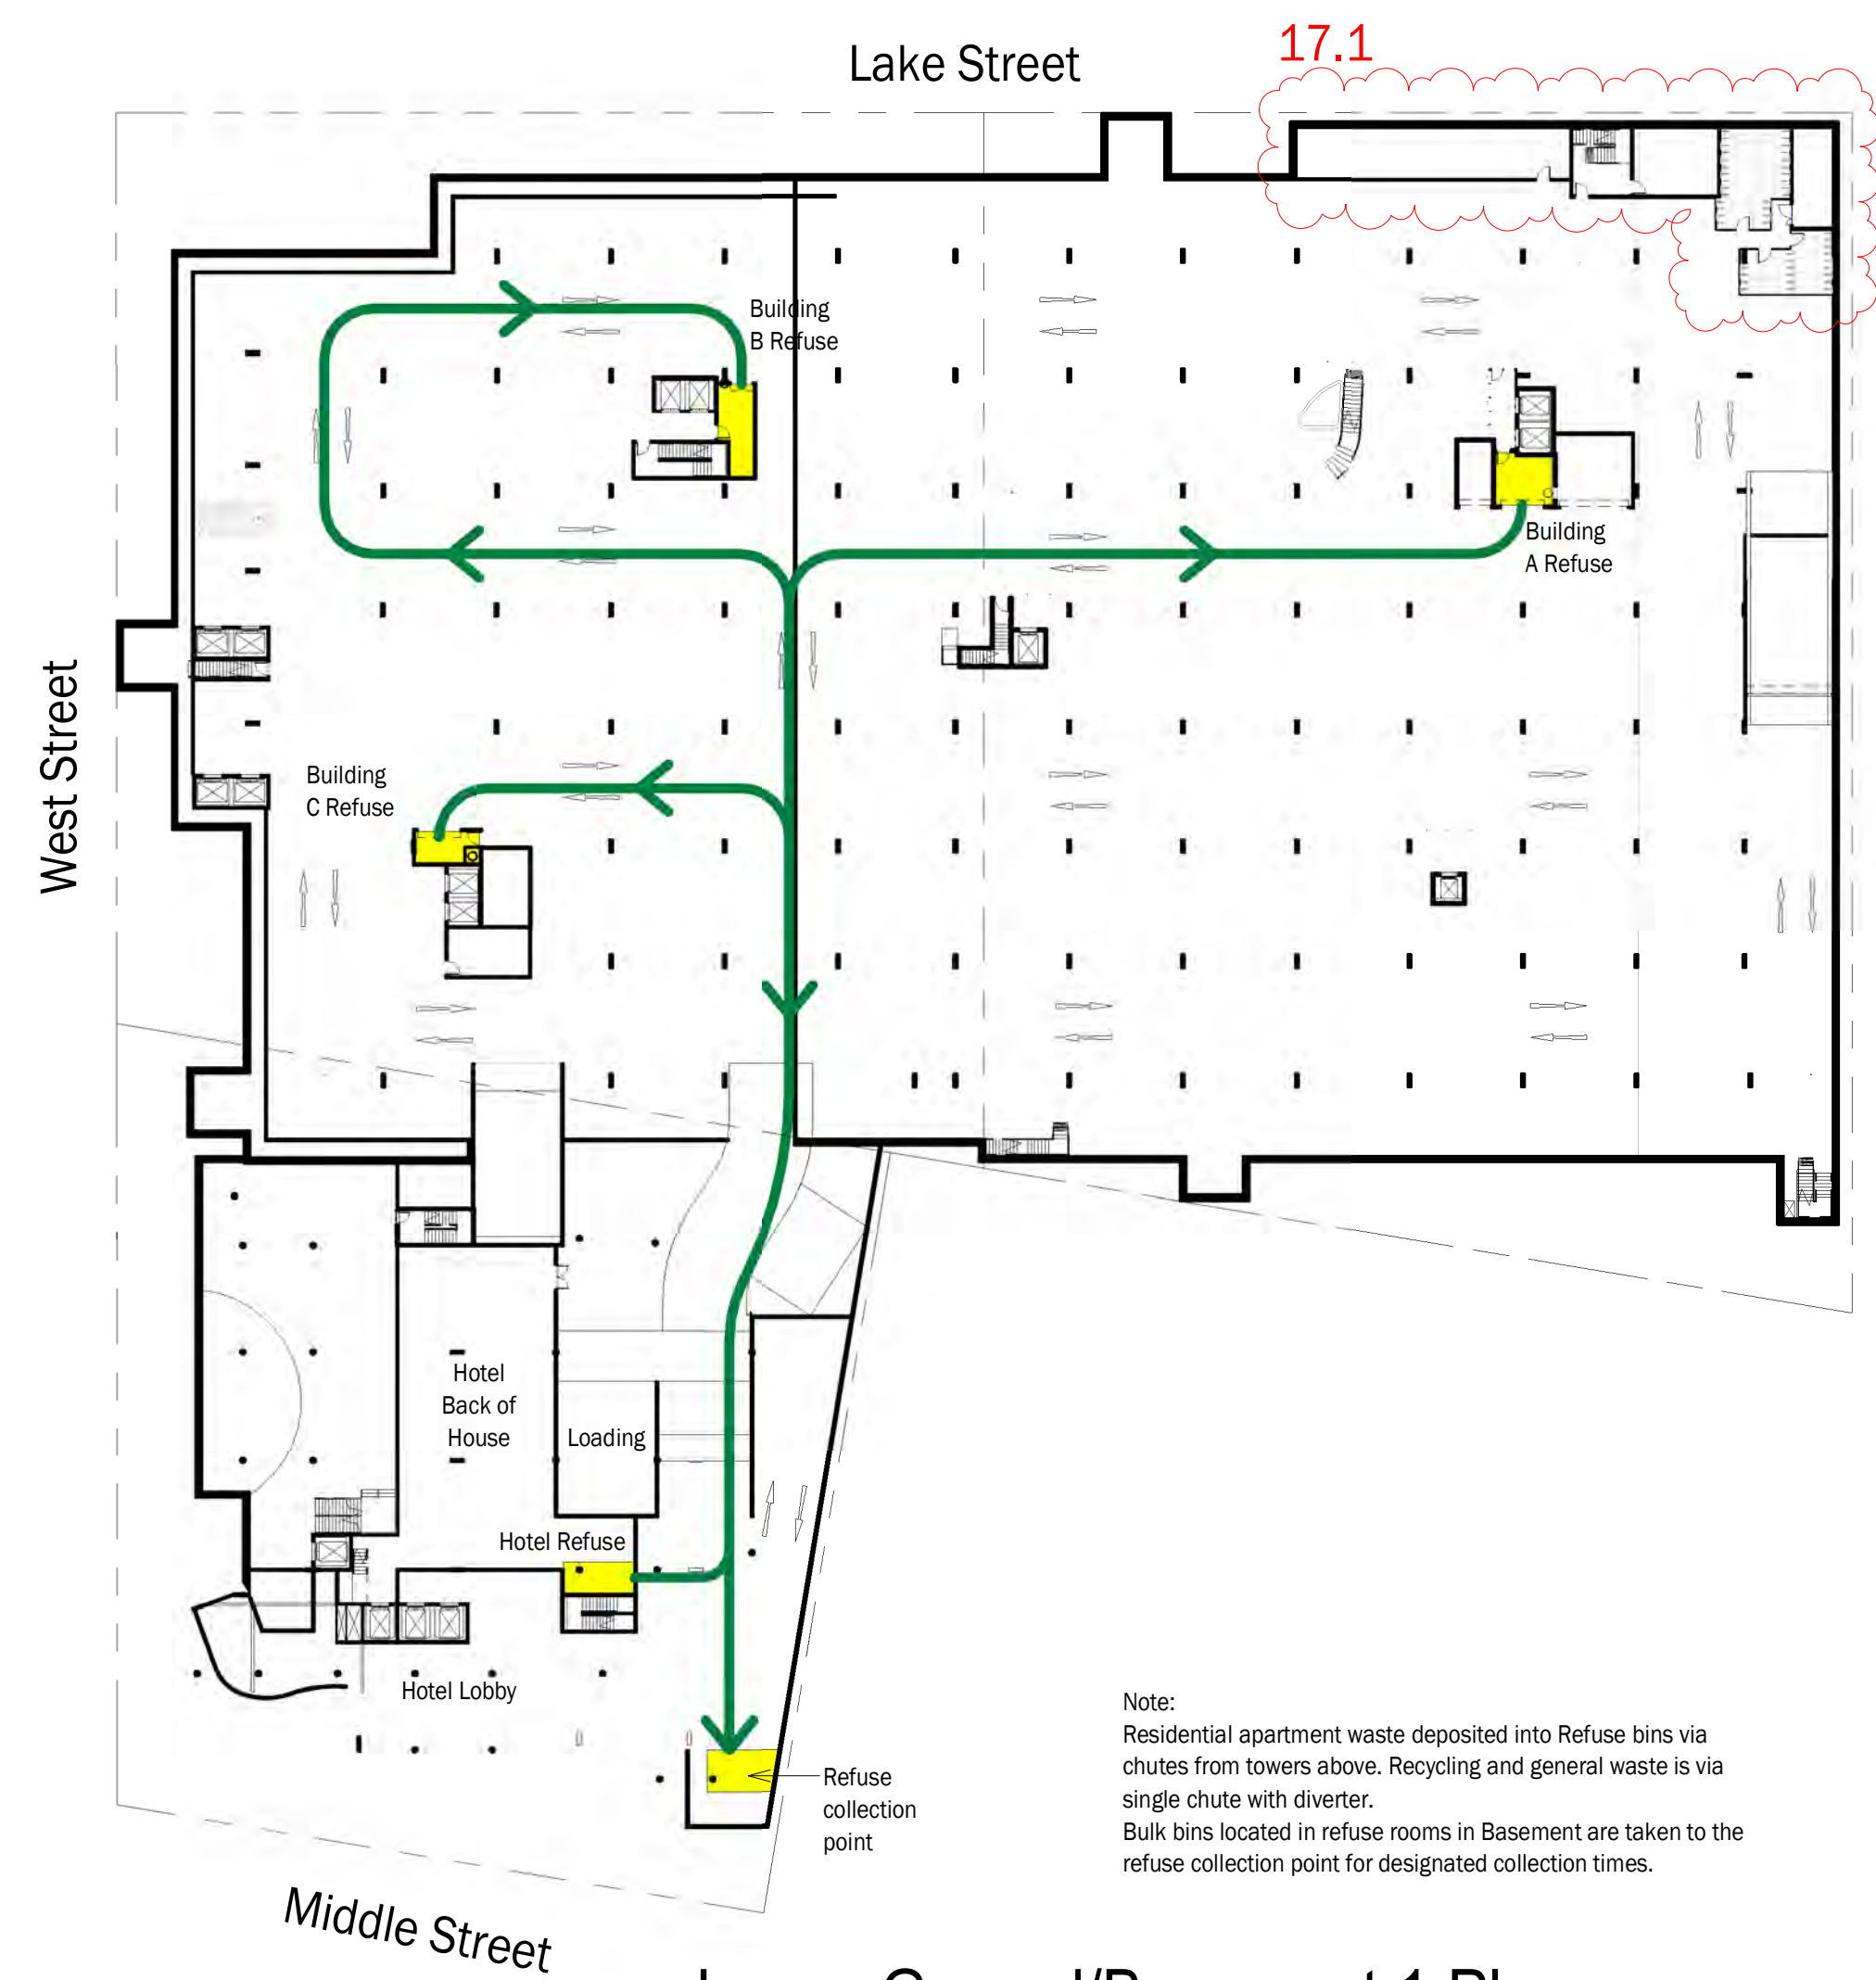 17.1
Lake Street
Building
B Refuse
Building
A Refuse
West Street
Building
C Refuse
Hotel
Back of
House
Loading
Hotel Refuse
Hotel Lobby
Refuse
collection
point
Note:
Residential apartment waste deposited into Refuse bins via
chutes from towers above. Recycling and general waste is via
single chute with diverter.
Bulk bins located in refuse rooms in Basement are taken to the
refuse collection point for designated collection times.
Middle Street